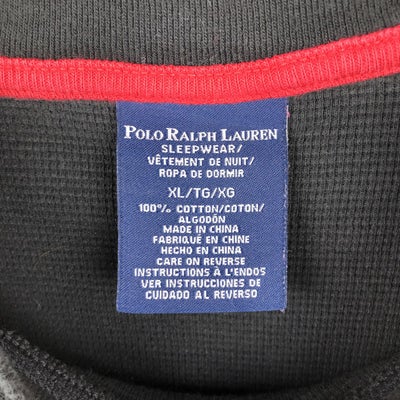 POLO RALPH LAUREN
SLEEPWEAR/
VÊTEMENT DE NUIT/
ROPA DE DORMIR
XL/TG/XG
100% COTTON/COTON/
ALGODÓN
MADE IN CHINA
FABRIQUÉ EN CHINE
HECHO EN CHINA
CARE ON REVERSE
INSTRUCTIONS À L'ENDOS
VER INSTRUCCIONES DE
CUIDADO AL REVERSO